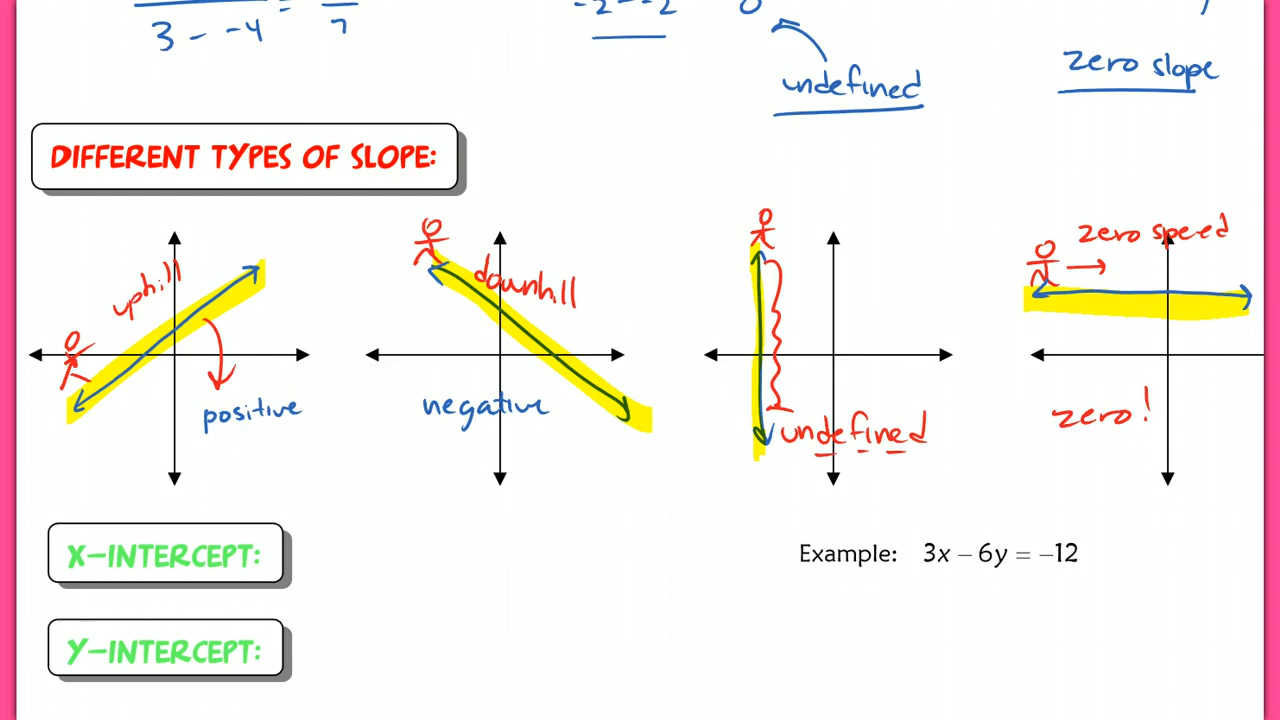 3 - -4 = 7
-2 - -2 0
undefined
zero slope
DIFFERENT TYPES OF SLOPE:
uphill
positive
downhill
negative
undefined
zero speed
zero!
X-INTERCEPT:
Example: 3x – 6y = –12
Y-INTERCEPT: